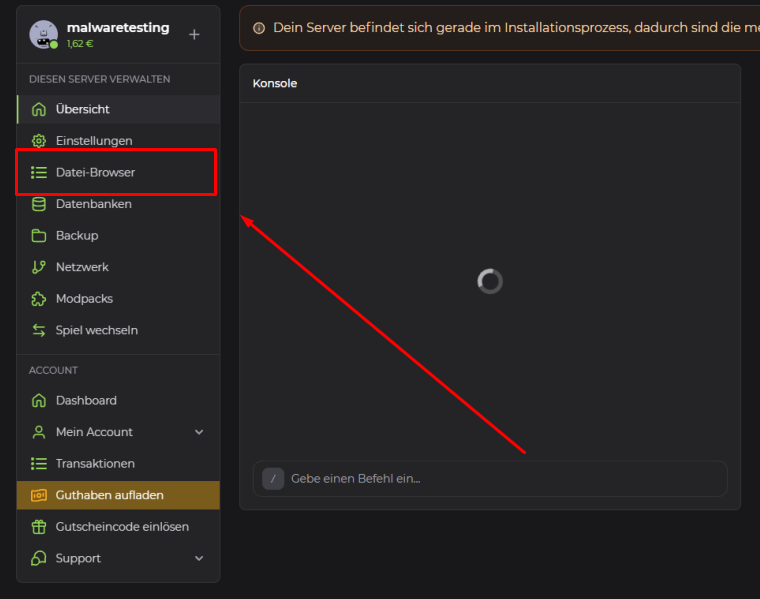 malwaretesting
1,62 €
DIESEN SERVER VERWALTEN
Übersicht
Einstellungen
Datei-Browser
Datenbanken
Backup
Netzwerk
Modpacks
Spiel wechseln
ACCOUNT
Dashboard
Mein Account
Transaktionen
Guthaben aufladen
Gutscheincode einlösen
Support
Dein Server befindet sich gerade im Installationsprozess, dadurch sind die me
Konsole
/ Gebe einen Befehl ein...